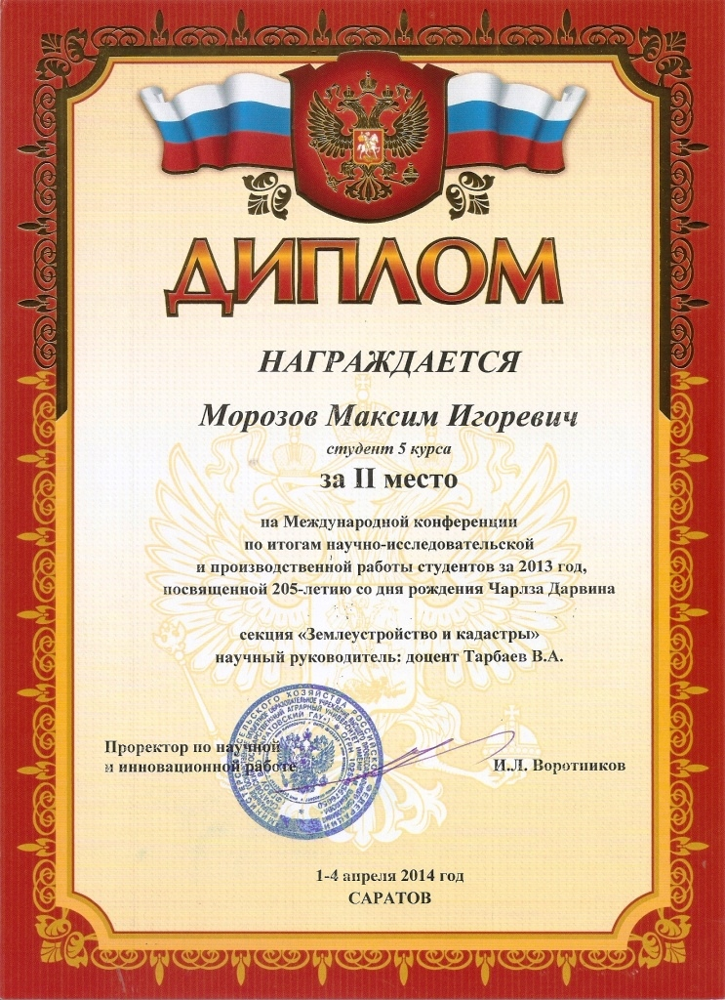 ДИПЛОМ
НАГРАЖДАЕТСЯ
Морозов Максим Игоревич
студент 5 курса
за II место
на Международной конференции
по итогам научно-исследовательской
и производственной работы студентов за 2013 год,
посвященной 205-летию со дня рождения Чарлза Дарвина
секция «Землеустройство и кадастры»
научный руководитель: доцент Тарбаев В.А.
Проректор по научной
и инновационной работе
И.Л. Воротников
1-4 апреля 2014 год
САРАТОВ